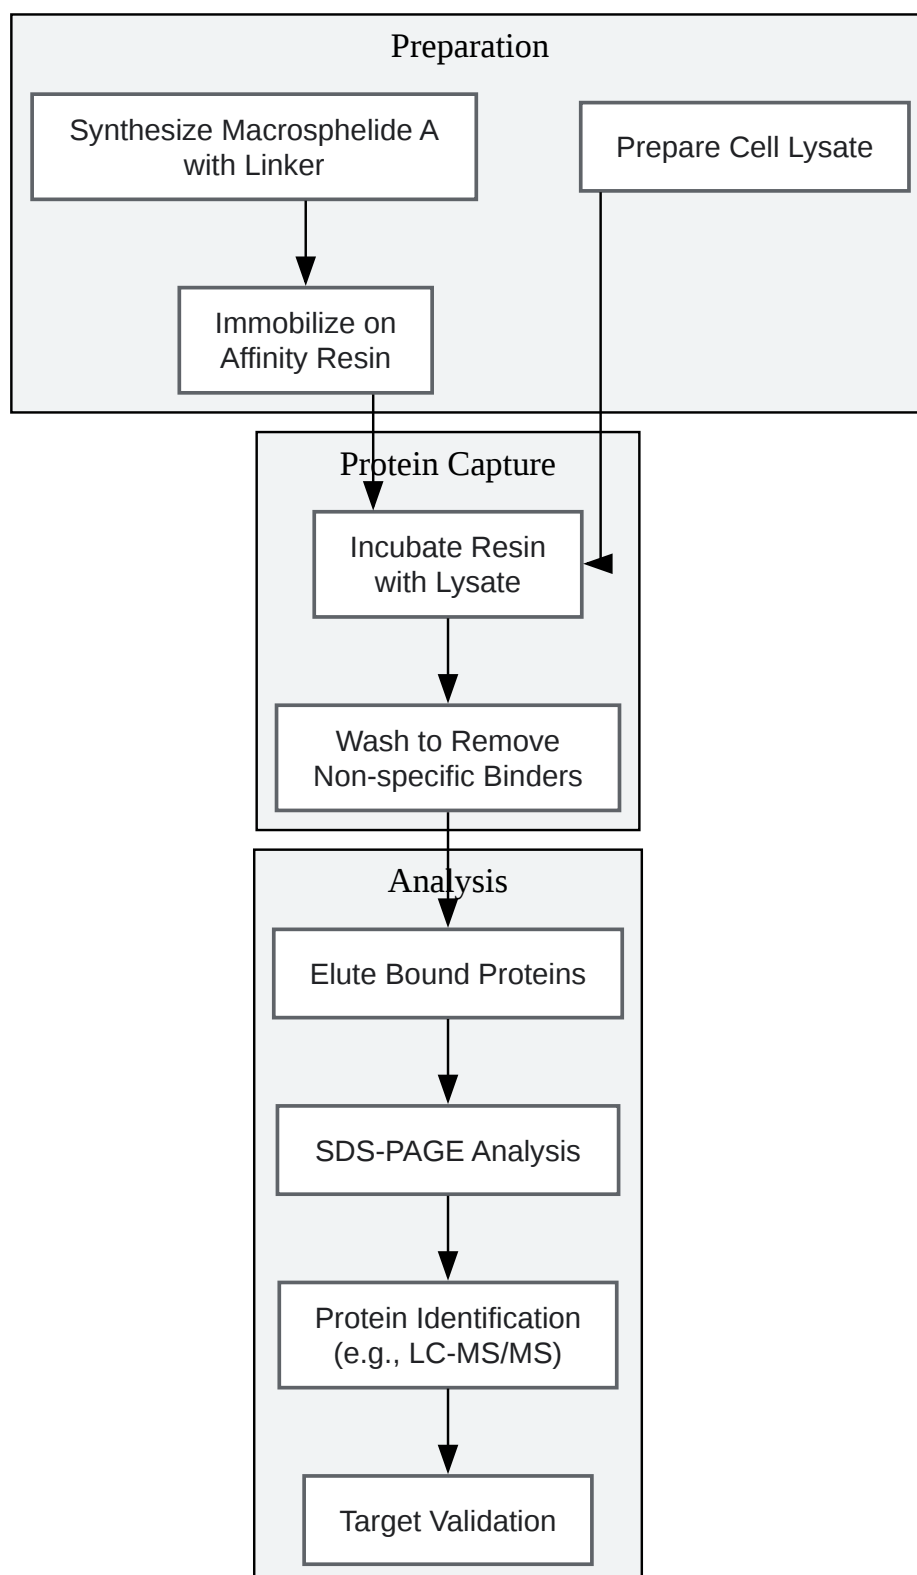 Preparation
Synthesize Macrosphelide A
with Linker
Prepare Cell Lysate
Immobilize on
Affinity Resin
Protein Capture
Incubate Resin
with Lysate
Wash to Remove
Non-specific Binders
Analysis
Elute Bound Proteins
SDS-PAGE Analysis
Protein Identification
(e.g., LC-MS/MS)
Target Validation